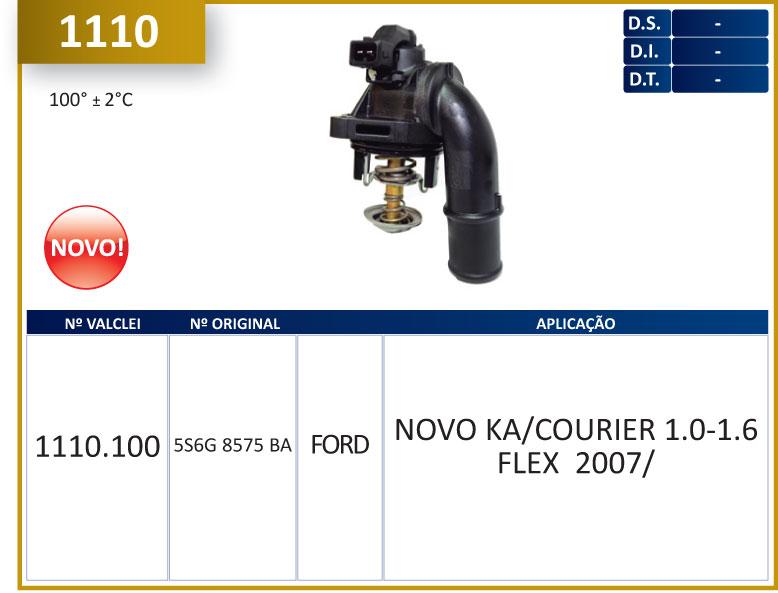 1110
100° ± 2°C
D.S. -
D.I. -
D.T. -
NOVO!
Nº VALCLEI Nº ORIGINAL APLICAÇÃO
1110.100 5S6G 8575 BA FORD NOVO KA/COURIER 1.0-1.6
FLEX 2007/